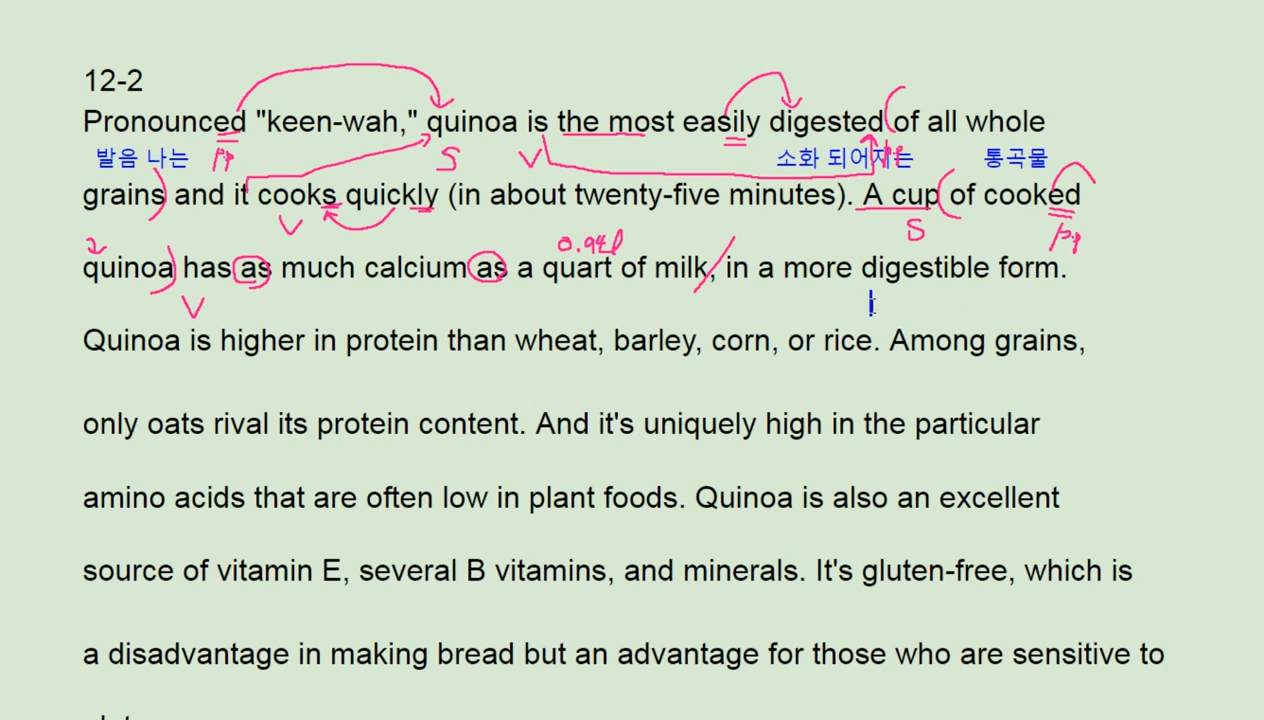 12-2
Pronounced "keen-wah," quinoa is the most easily digested of all whole
발음 나는 p.p S V 소화 되어지는 통곡물
grains) and it cooks quickly (in about twenty-five minutes). A cup of cooked
V S p.p
0.94l
quinoa has as much calcium as a quart of milk, in a more digestible form.
V
Quinoa is higher in protein than wheat, barley, corn, or rice. Among grains,
only oats rival its protein content. And it's uniquely high in the particular
amino acids that are often low in plant foods. Quinoa is also an excellent
source of vitamin E, several B vitamins, and minerals. It's gluten-free, which is
a disadvantage in making bread but an advantage for those who are sensitive to